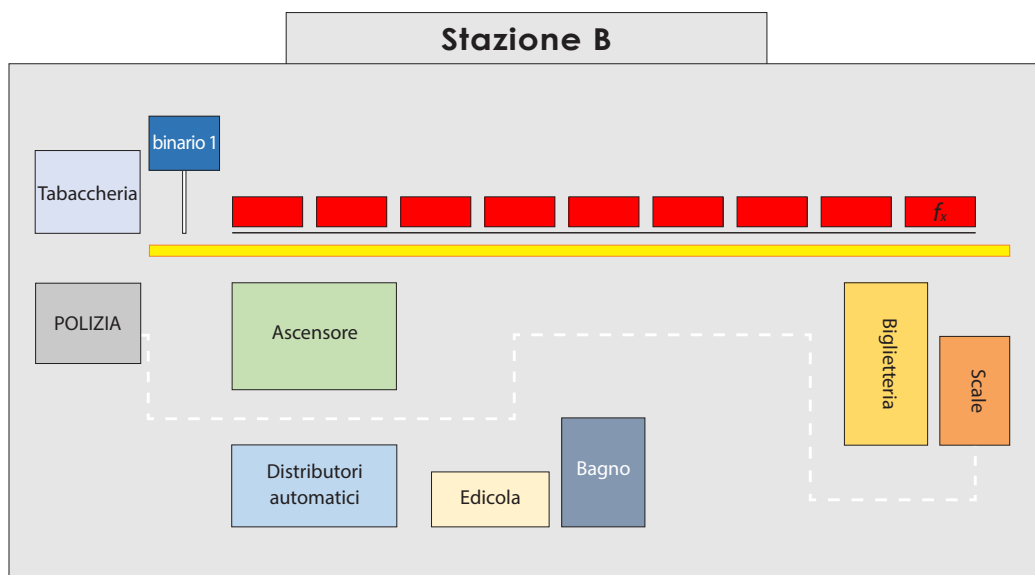 Stazione B
binario 1
Tabaccheria
fx
POLIZIA
Ascensore
Biglietteria
Scale
Distributori
automatici
Edicola
Bagno